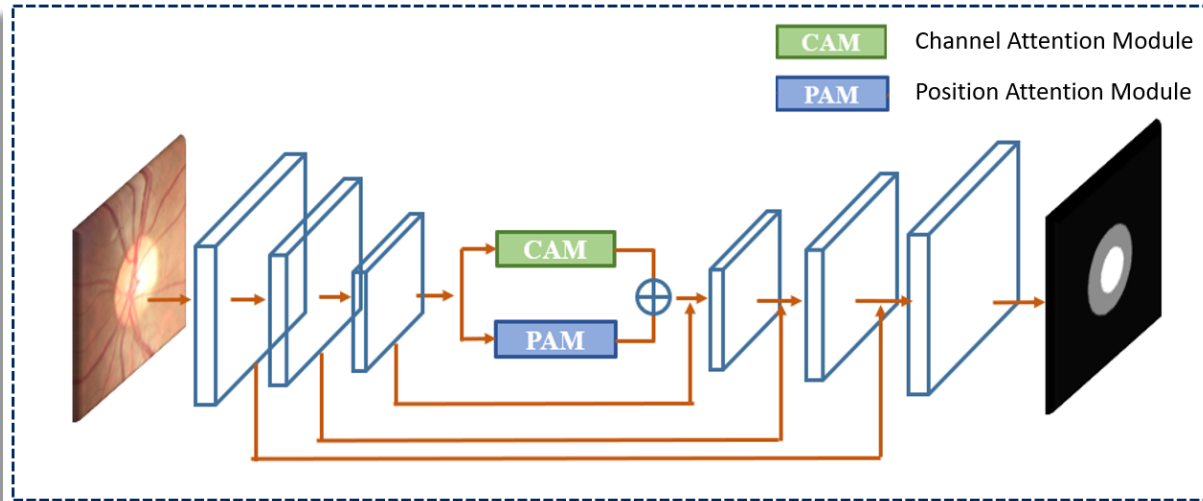 CAM Channel Attention Module
PAM Position Attention Module
CAM
PAM